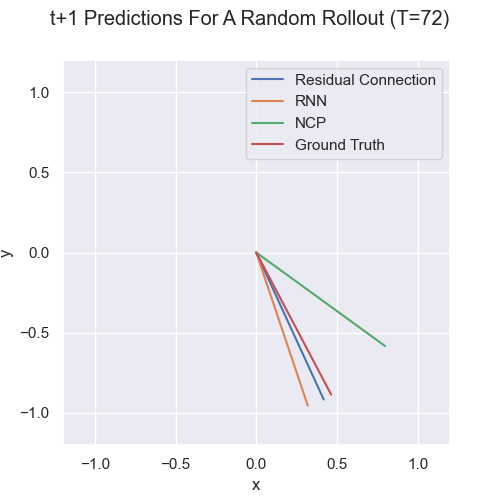 t+1 Predictions For A Random Rollout (T=72)
Residual Connection
RNN
NCP
Ground Truth
1.0
0.5
0.0
−0.5
−1.0
y
−1.0 −0.5 0.0 0.5 1.0
x